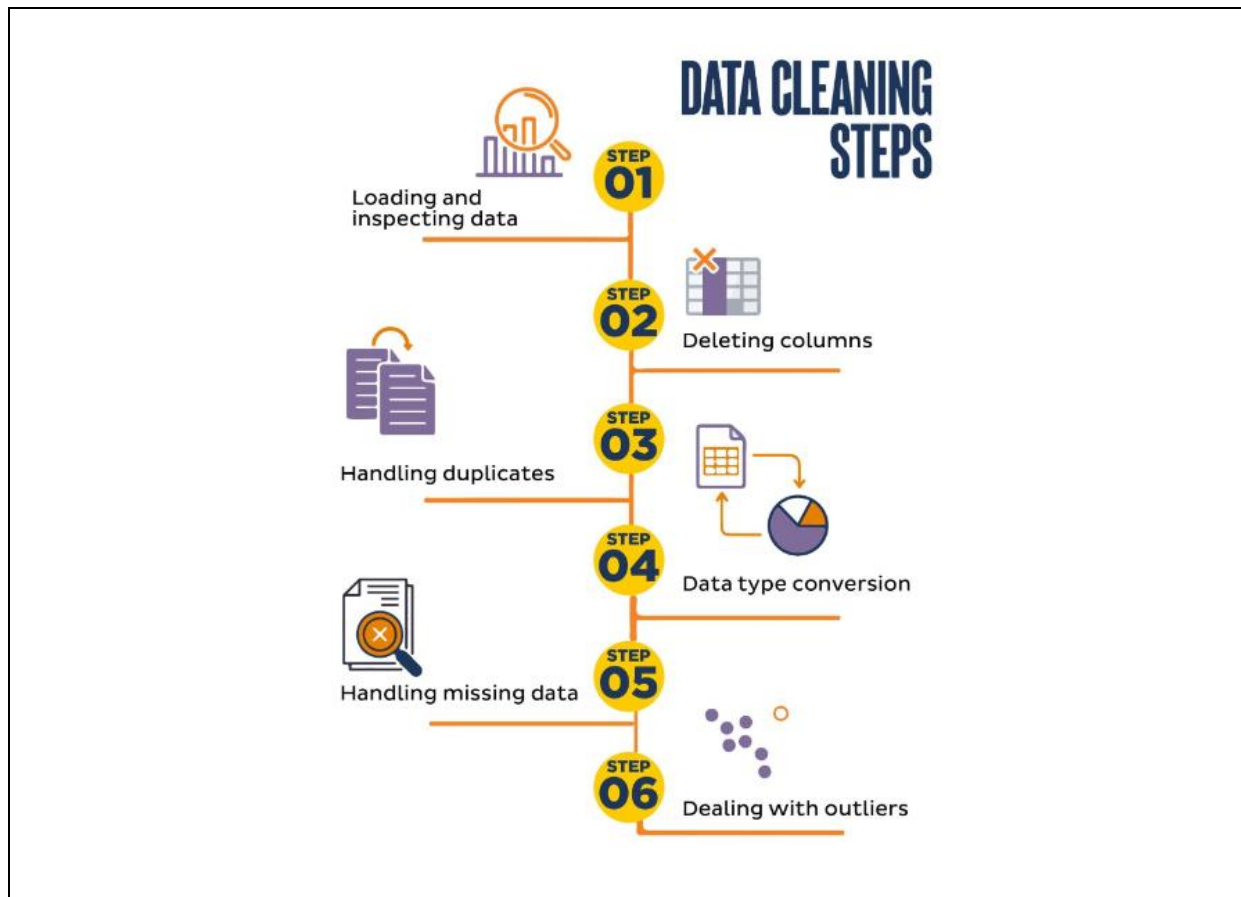 DATA CLEANING
STEPS
STEP
01
Loading and
inspecting data
STEP
02
Deleting columns
STEP
03
Handling duplicates
STEP
04
Data type conversion
STEP
05
Handling missing data
STEP
06
Dealing with outliers